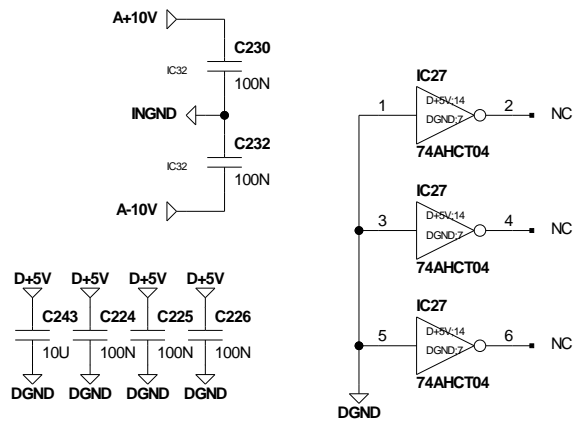 A+10V
C230
IC32
100N
INGND
C232
IC32
100N
A-10V
D+5V D+5V D+5V D+5V
C243 C224 C225 C226
10U 100N 100N 100N
DGND DGND DGND DGND
IC27
D+5V;14
1 2 NC
DGND;7
74AHCT04
IC27
D+5V;14
3 4 NC
DGND;7
74AHCT04
IC27
D+5V;14
5 6 NC
DGND;7
74AHCT04
DGND